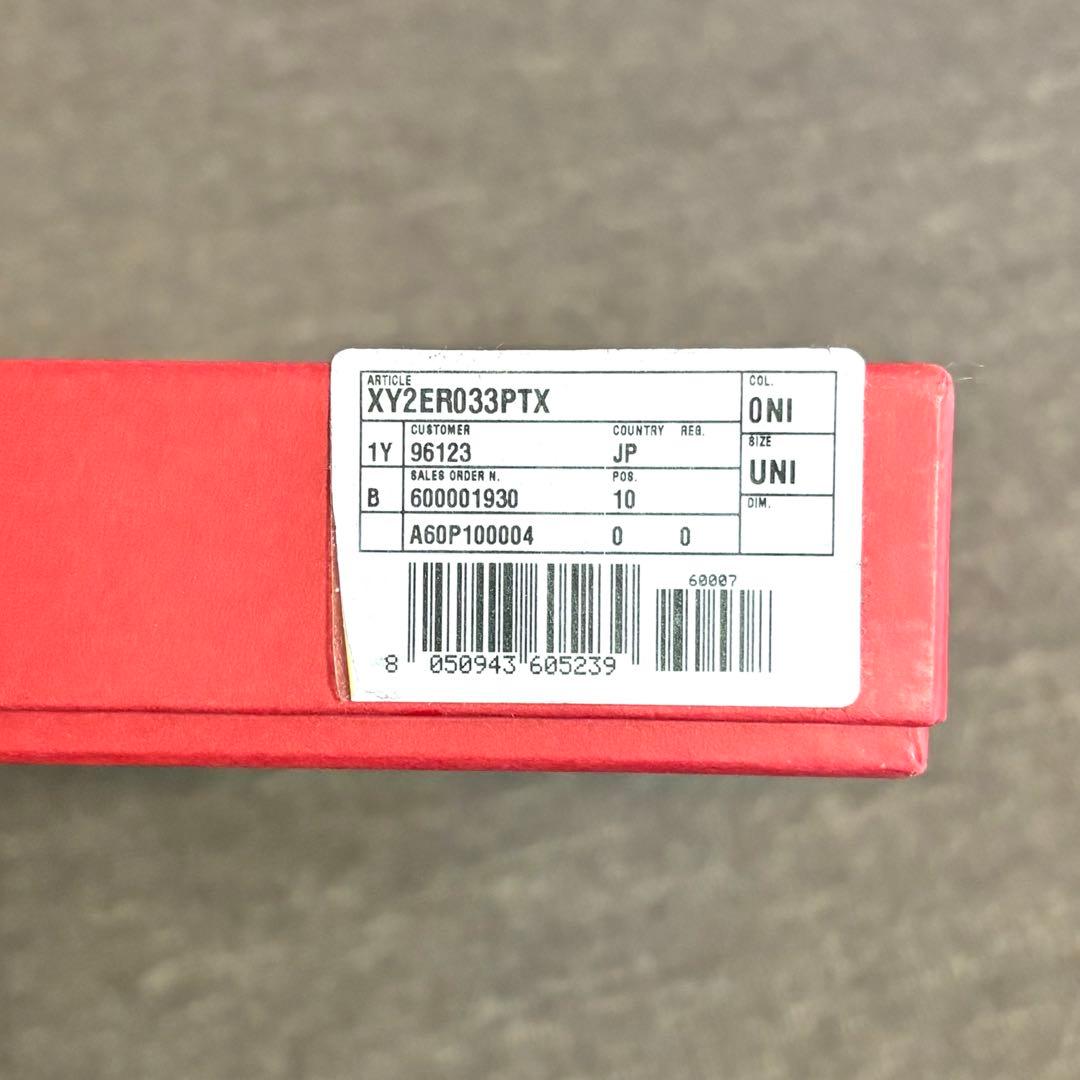 ARTICLE
XY2ER033PTX
COL.
0NI
CUSTOMER COUNTRY REG.
1Y 96123 JP
SIZE
UNI
SALES ORDER N. POS.
B 600001930 10
DIM.
A60P100004 0 0
60007
8 050943 605239